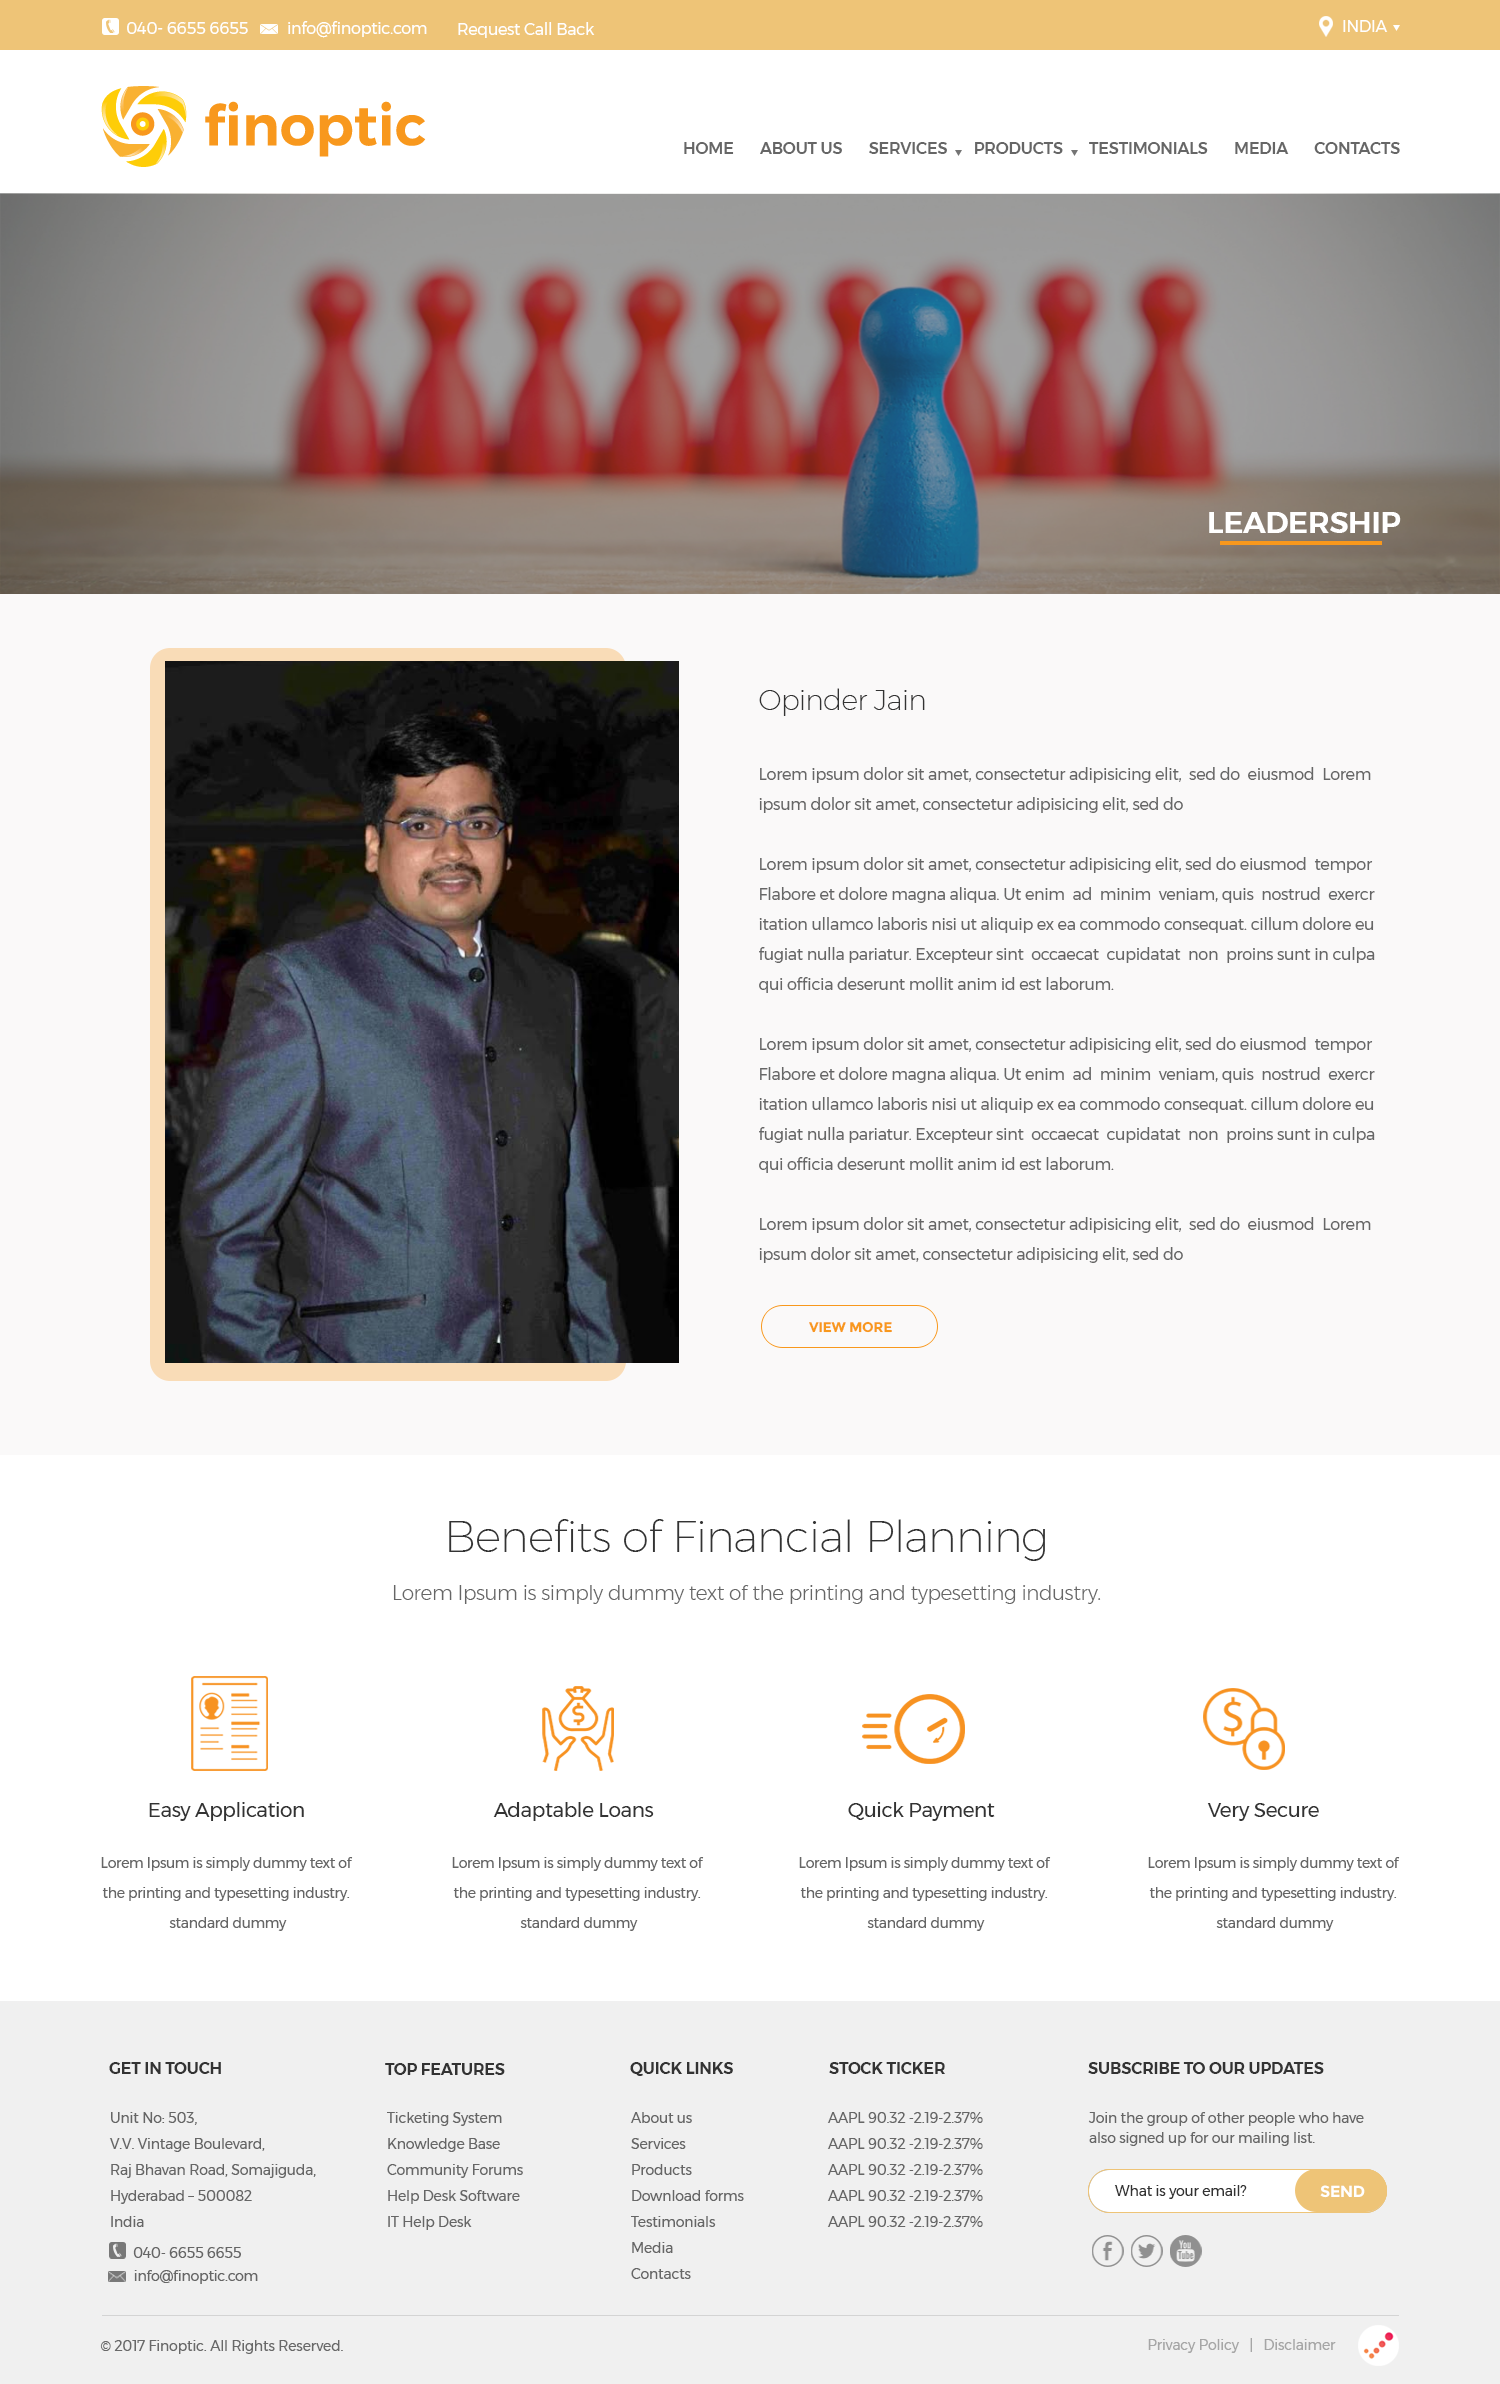 040- 6655 6655 info@finoptic.com Request Call Back INDIA
finoptic
HOME ABOUT US SERVICES PRODUCTS TESTIMONIALS MEDIA CONTACTS
LEADERSHIP
Opinder Jain
Lorem ipsum dolor sit amet, consectetur adipisicing elit, sed do eiusmod Lorem
ipsum dolor sit amet, consectetur adipisicing elit, sed do
Lorem ipsum dolor sit amet, consectetur adipisicing elit, sed do eiusmod tempor
Flabore et dolore magna aliqua. Ut enim ad minim veniam, quis nostrud exercr
itation ullamco laboris nisi ut aliquip ex ea commodo consequat. cillum dolore eu
fugiat nulla pariatur. Excepteur sint occaecat cupidatat non proins sunt in culpa
qui officia deserunt mollit anim id est laborum.
Lorem ipsum dolor sit amet, consectetur adipisicing elit, sed do eiusmod tempor
Flabore et dolore magna aliqua. Ut enim ad minim veniam, quis nostrud exercr
itation ullamco laboris nisi ut aliquip ex ea commodo consequat. cillum dolore eu
fugiat nulla pariatur. Excepteur sint occaecat cupidatat non proins sunt in culpa
qui officia deserunt mollit anim id est laborum.
Lorem ipsum dolor sit amet, consectetur adipisicing elit, sed do eiusmod Lorem
ipsum dolor sit amet, consectetur adipisicing elit, sed do
VIEW MORE
Benefits of Financial Planning
Lorem Ipsum is simply dummy text of the printing and typesetting industry.
$
$
Easy Application
Lorem Ipsum is simply dummy text of
the printing and typesetting industry.
standard dummy
Adaptable Loans
Lorem Ipsum is simply dummy text of
the printing and typesetting industry.
standard dummy
Quick Payment
Lorem Ipsum is simply dummy text of
the printing and typesetting industry.
standard dummy
Very Secure
Lorem Ipsum is simply dummy text of
the printing and typesetting industry.
standard dummy
GET IN TOUCH
Unit No: 503,
V.V. Vintage Boulevard,
Raj Bhavan Road, Somajiguda,
Hyderabad – 500082
India
040- 6655 6655
info@finoptic.com
TOP FEATURES
Ticketing System
Knowledge Base
Community Forums
Help Desk Software
IT Help Desk
QUICK LINKS
About us
Services
Products
Download forms
Testimonials
Media
Contacts
STOCK TICKER
AAPL 90.32 -2.19-2.37%
AAPL 90.32 -2.19-2.37%
AAPL 90.32 -2.19-2.37%
AAPL 90.32 -2.19-2.37%
AAPL 90.32 -2.19-2.37%
SUBSCRIBE TO OUR UPDATES
Join the group of other people who have
also signed up for our mailing list.
What is your email? SEND
f You Tube
© 2017 Finoptic. All Rights Reserved.
Privacy Policy | Disclaimer